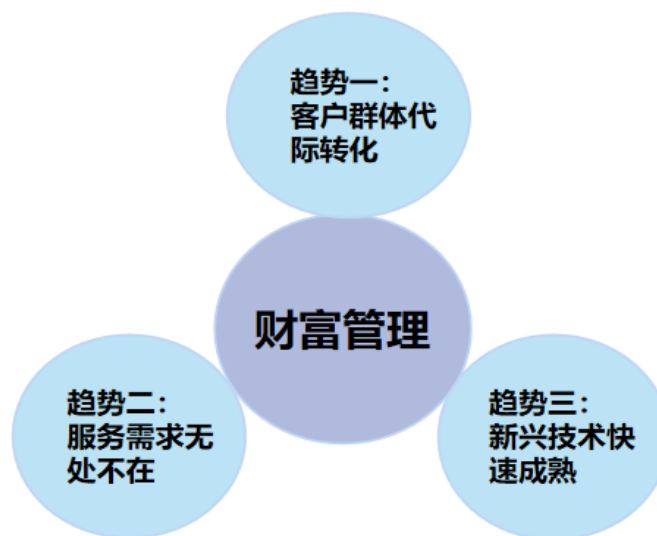 趋势一：
客户群体代
际转化
财富管理
趋势二：
服务需求无
处不在
趋势三：
新兴技术快
速成熟